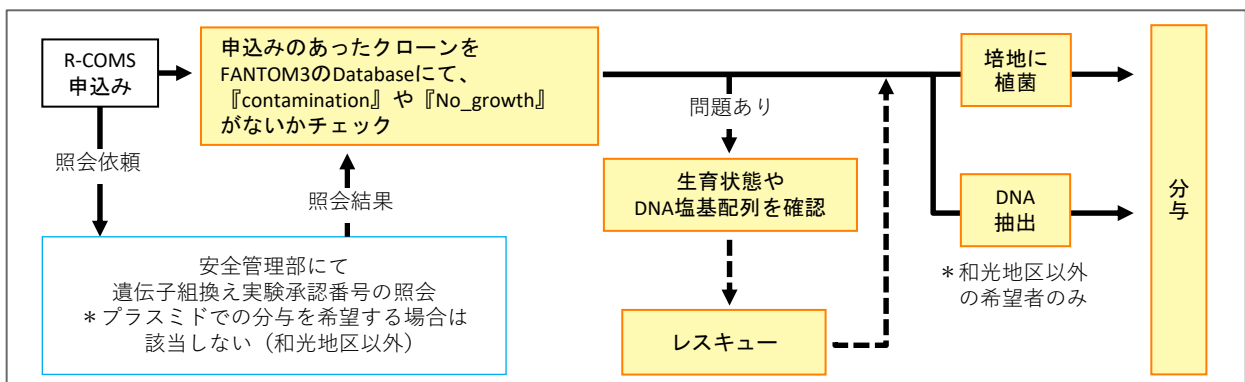 R-COMS
申込み
申込みのあったクローンを
FANTOM3のDatabaseにて、
『contamination』や『No_growth』
がないかチェック
問題あり
培地に
植菌
照会依頼
照会結果
生育状態や
DNA塩基配列を確認
DNA
抽出
分与
安全管理部にて
遺伝子組換え実験承認番号の照会
＊プラスミドでの分与を希望する場合は
該当しない（和光地区以外）
レスキュー
＊和光地区以外
の希望者のみ